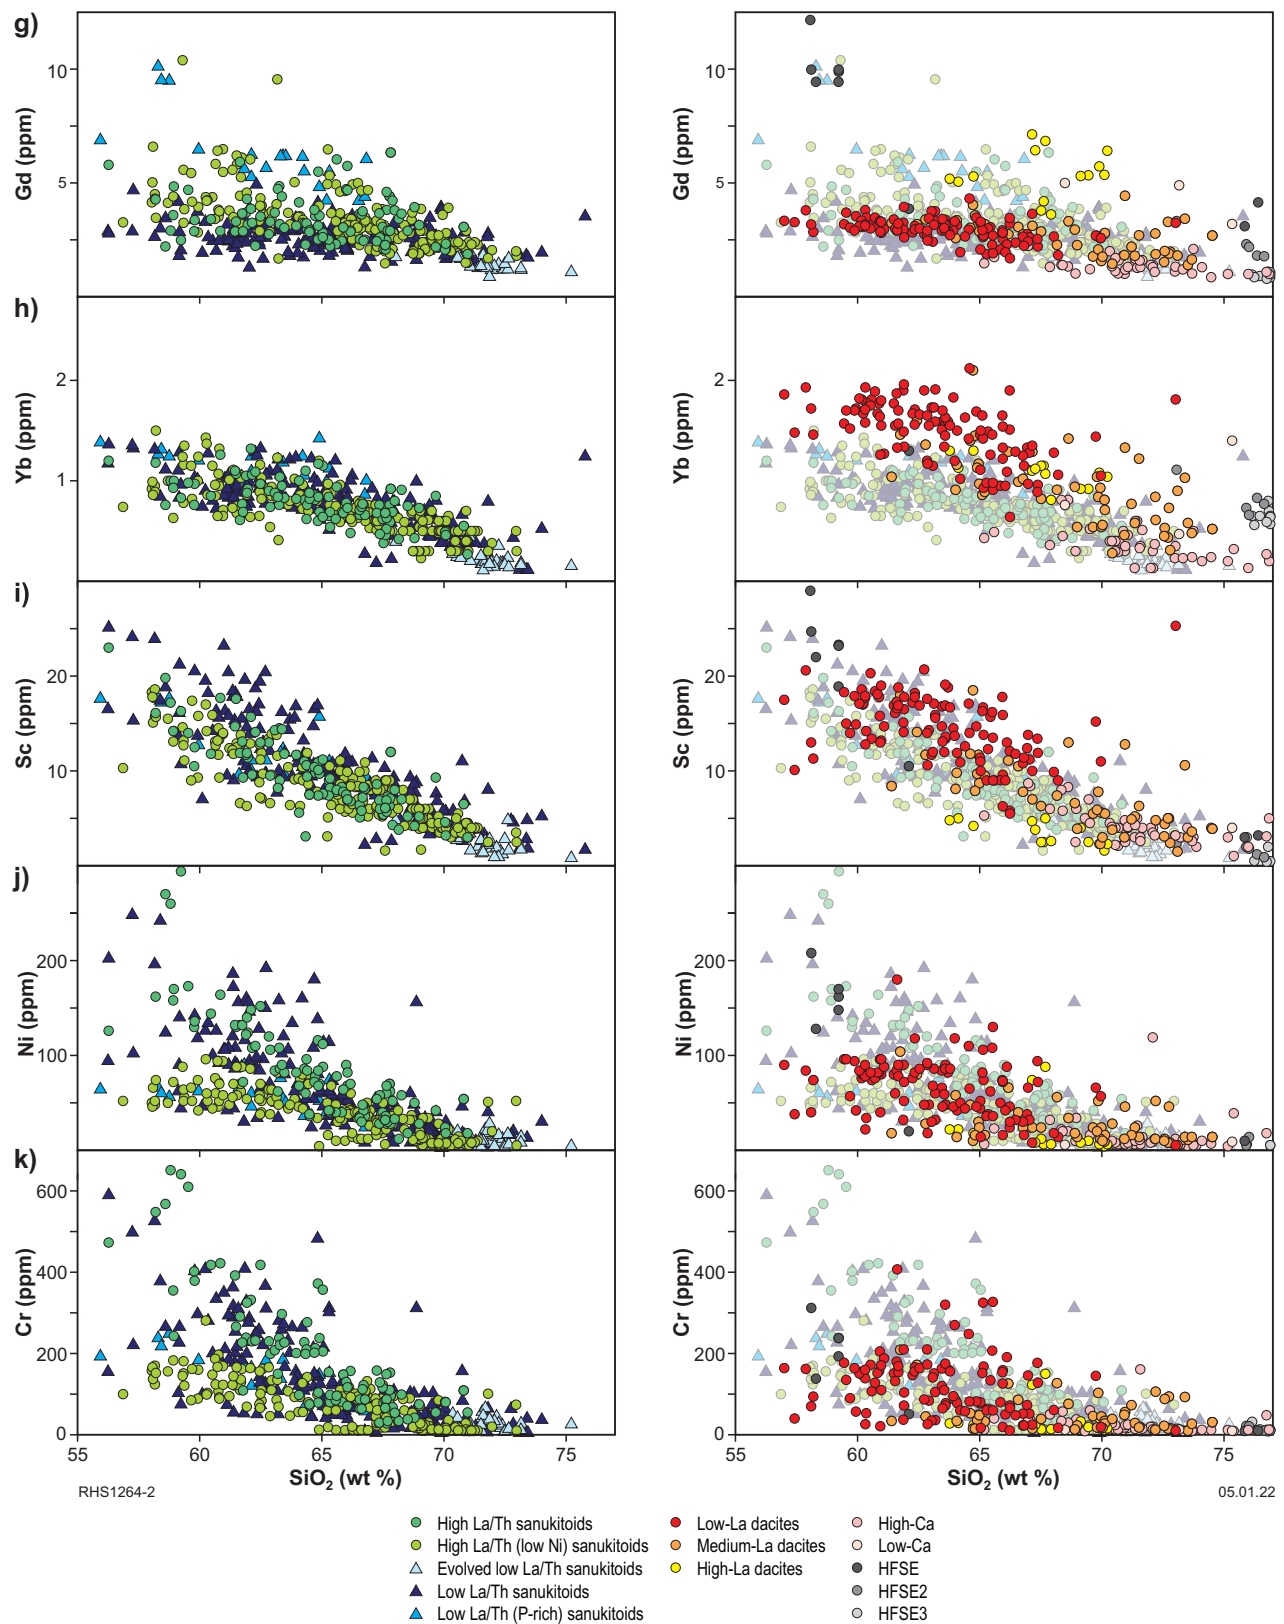 g)
10
5
Gd (ppm)
10
5
Gd (ppm)
h)
2
1
Yb (ppm)
2
Yb (ppm)
i)
20
10
Sc (ppm)
20
10
Sc (ppm)
j)
200
100
Ni (ppm)
200
100
Ni (ppm)
k)
600
400
200
0
Cr (ppm)
600
400
200
0
Cr (ppm)
55 60 65 70 75
55 60 65 70 75
SiO₂ (wt %)
SiO₂ (wt %)
RHS1264-2
05.01.22
High La/Th sanukitoids
High La/Th (low Ni) sanukitoids
Evolved low La/Th sanukitoids
Low La/Th sanukitoids
Low La/Th (P-rich) sanukitoids
Low-La dacites
Medium-La dacites
High-La dacites
High-Ca
Low-Ca
HFSE
HFSE2
HFSE3